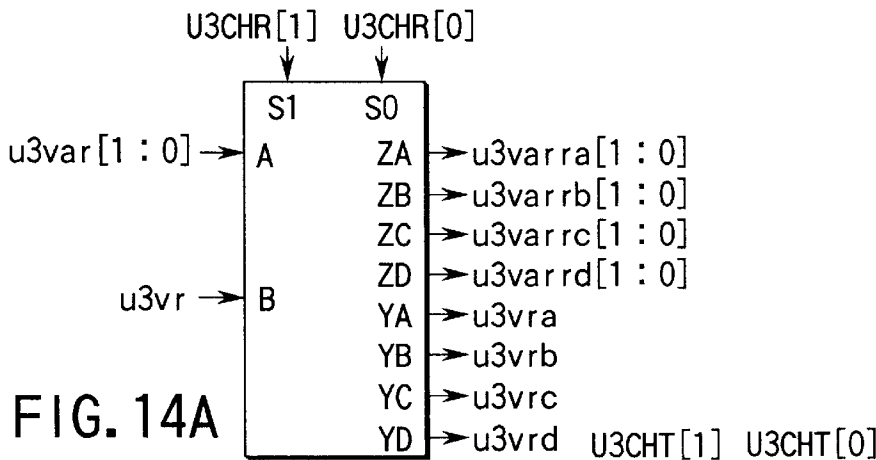 U3CHR[1] U3CHR[0]
S1 S0
u3var[1:0] A ZA u3varra[1:0]
ZB u3varrb[1:0]
ZC u3varrc[1:0]
ZD u3varrd[1:0]
u3vr B YA u3vra
YB u3vrb
YC u3vrc
FIG.14A YD u3vrd U3CHT[1] U3CHT[0]